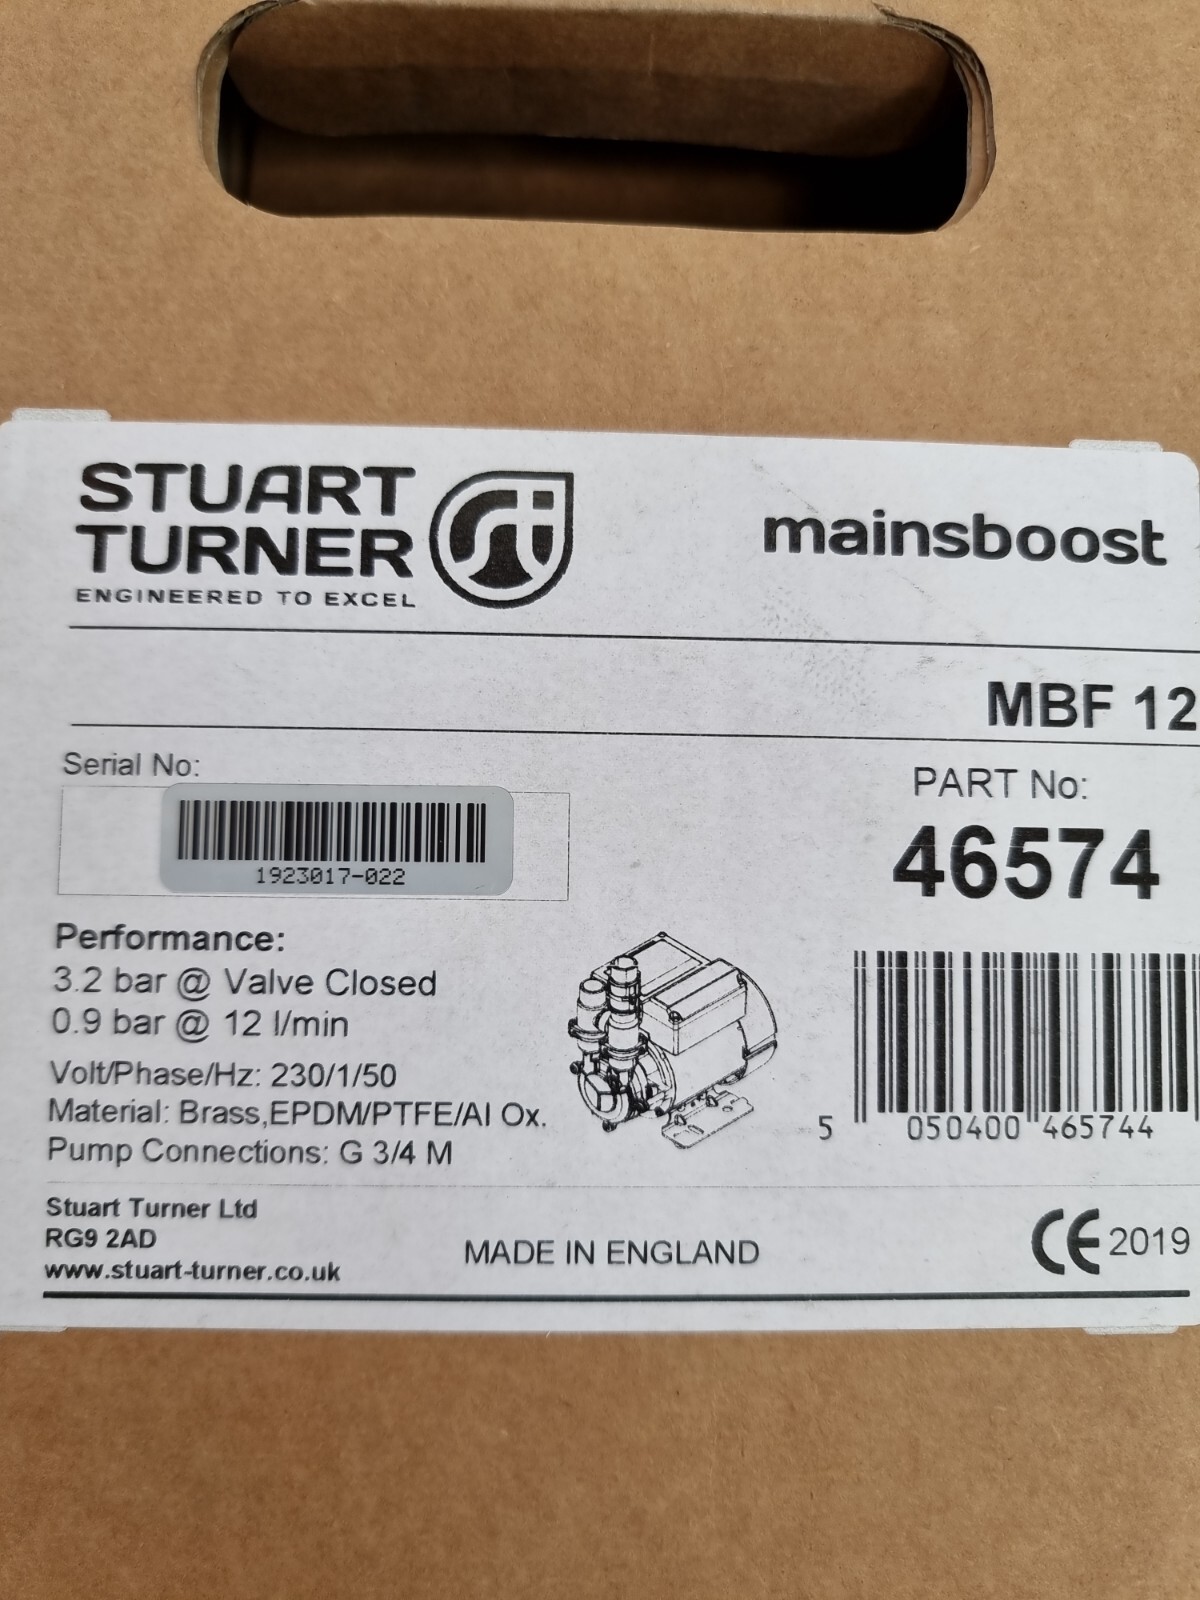 STUART
TURNER
ENGINEERED TO EXCEL
mainsboost
MBF 12
Serial No:
1923017-022
PART No:
46574
Performance:
3.2 bar @ Valve Closed
0.9 bar @ 12 l/min
Volt/Phase/Hz: 230/1/50
Material: Brass,EPDM/PTFE/Al Ox.
Pump Connections: G 3/4 M
5 050400 465744
Stuart Turner Ltd
RG9 2AD
www.stuart-turner.co.uk
MADE IN ENGLAND
CE 2019